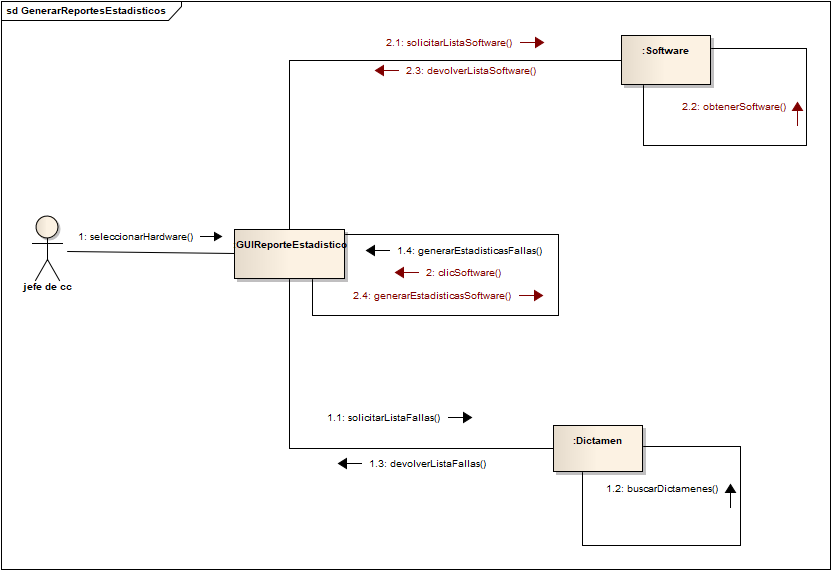 sd GenerarReportesEstadisticos
2.1: solicitarListaSoftware()
:Software
2.3: devolverListaSoftware()
2.2: obtenerSoftware()
1: seleccionarHardware()
:GUIReporteEstadistico
1.4: generarEstadisticasFallas()
2: clicSoftware()
2.4: generarEstadisticasSoftware()
jefe de cc
1.1: solicitarListaFallas()
:Dictamen
1.3: devolverListaFallas()
1.2: buscarDictamenes()